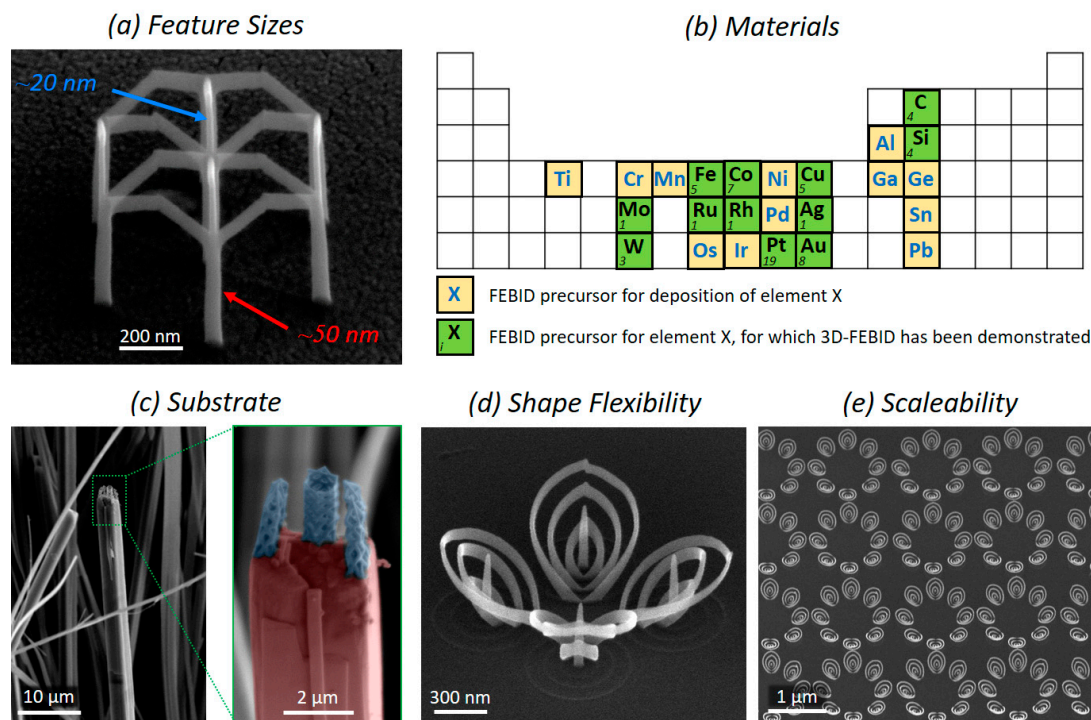 (a) Feature Sizes
~20 nm
~50 nm
200 nm
(b) Materials
C
4
Al Si
4
Ti Cr Mn Fe Co Ni Cu Ga Ge
5 7 5
Mo Ru Rh Pd Ag Sn
1 1 1 1
W Os Ir Pt Au Pb
3 19 8
X FEBID precursor for deposition of element X
X FEBID precursor for element X, for which 3D-FEBID has been demonstrated
i
(c) Substrate
10 μm
2 μm
(d) Shape Flexibility
300 nm
(e) Scaleability
1 μm